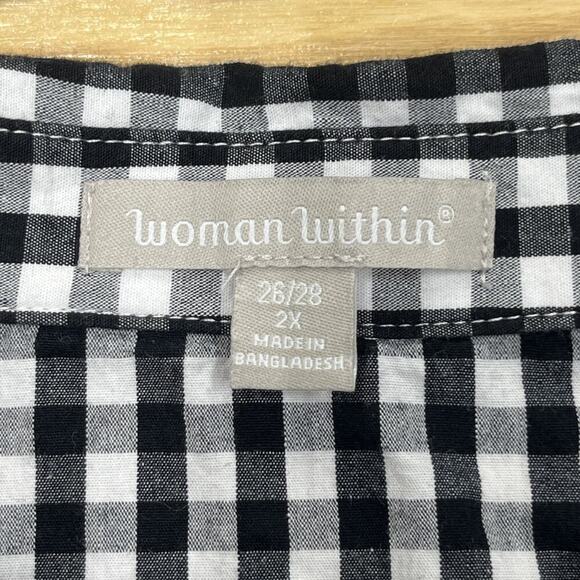 Woman Within®
26/28
2X
MADE IN
BANGLADESH